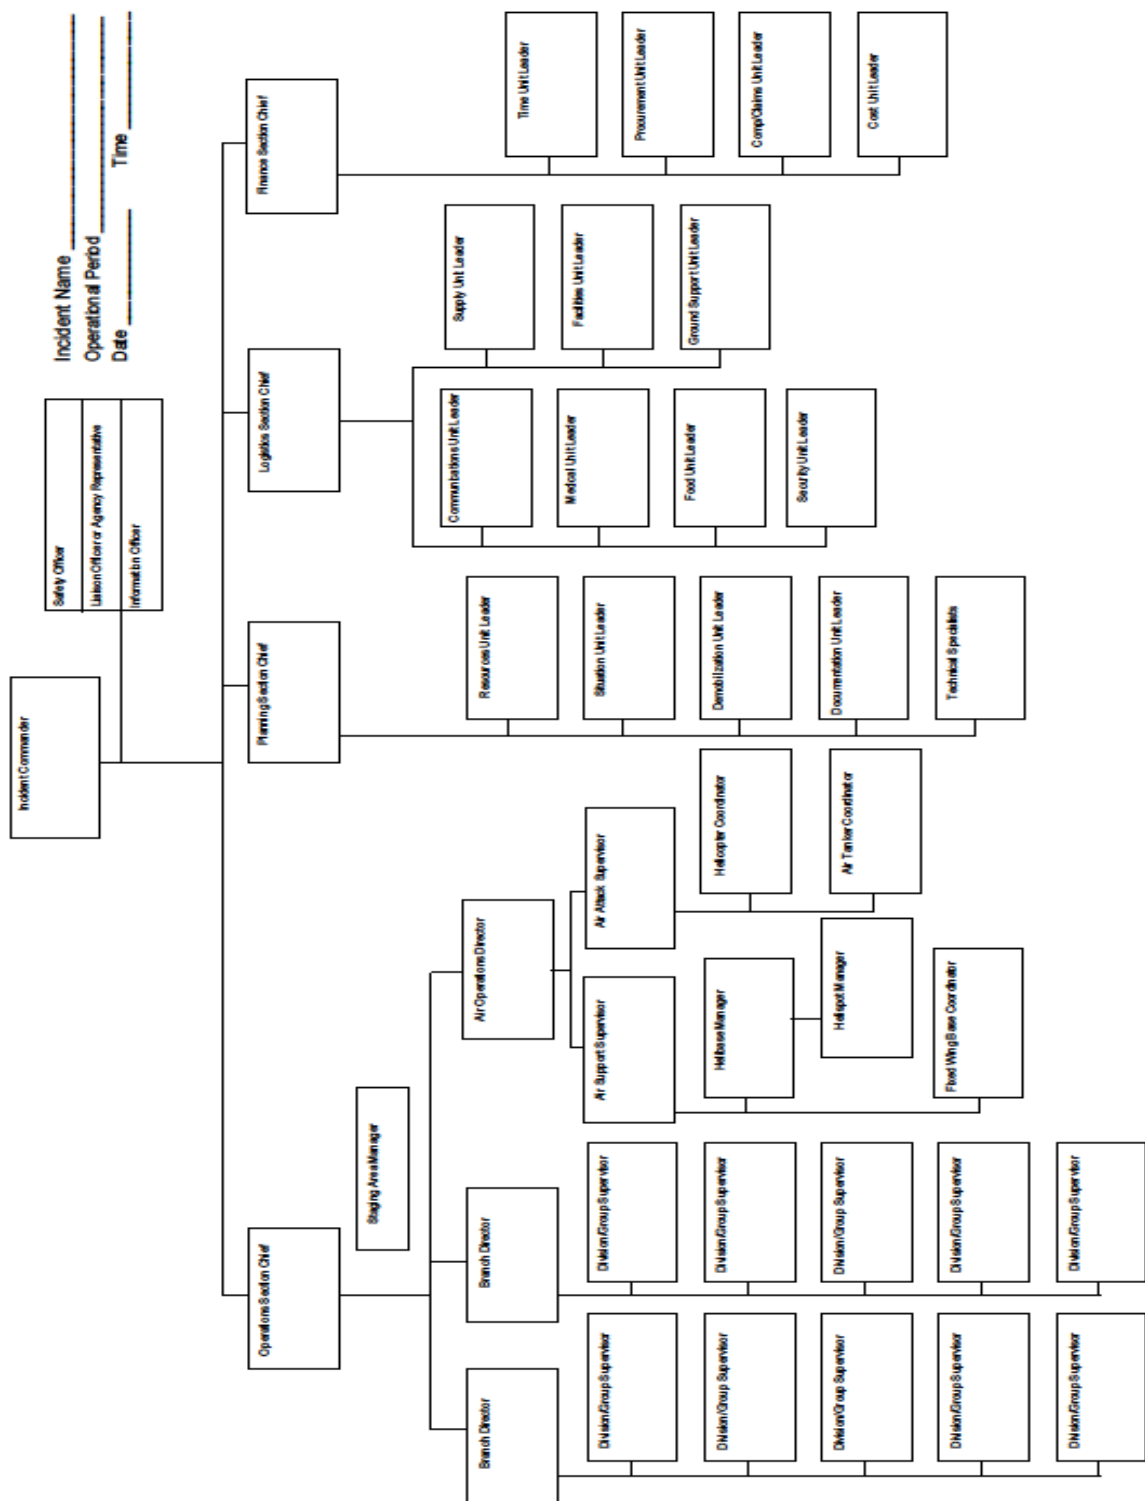 Incident Name
Operational Period
Date Time
Incident Commander
Safety Officer
Liaison Officer or Agency Representative
Information Officer
Operations Section Chief
Planning Section Chief
Logistics Section Chief
Finance Section Chief
Staging Area Manager
Branch Director
Branch Director
Air Operations Director
Division/Group Supervisor
Division/Group Supervisor
Division/Group Supervisor
Division/Group Supervisor
Division/Group Supervisor
Division/Group Supervisor
Division/Group Supervisor
Division/Group Supervisor
Division/Group Supervisor
Division/Group Supervisor
Air Support Supervisor
Air Attack Supervisor
Helibase Manager
Helispot Manager
Fixed Wing Base Coordinator
Helicopter Coordinator
Air Tanker Coordinator
Resources Unit Leader
Situation Unit Leader
Demobilization Unit Leader
Documentation Unit Leader
Technical Specialists
Communications Unit Leader
Medical Unit Leader
Food Unit Leader
Security Unit Leader
Supply Unit Leader
Facilities Unit Leader
Ground Support Unit Leader
Time Unit Leader
Procurement Unit Leader
Comp/Claims Unit Leader
Cost Unit Leader